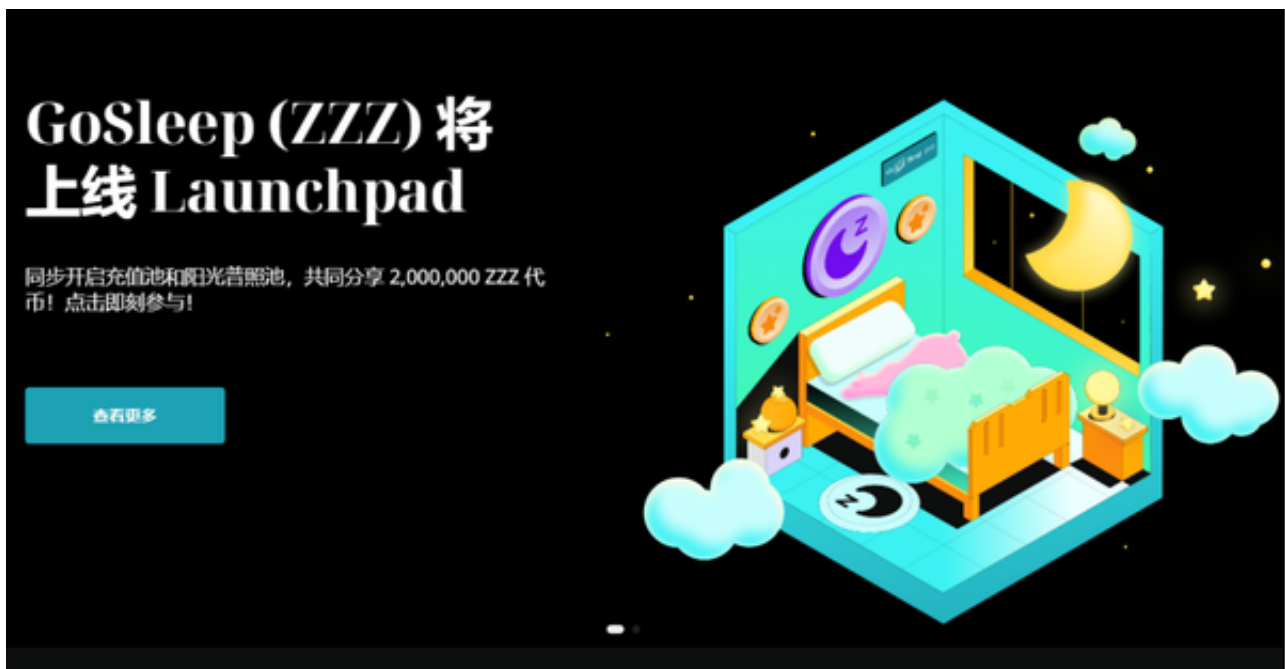 GoSleep (ZZZ) 将
上线 Launchpad
同步开启充值池和阳光普照池，共同分享 2,000,000 ZZZ 代
币！点击即刻参与！
查看更多
Z
Z